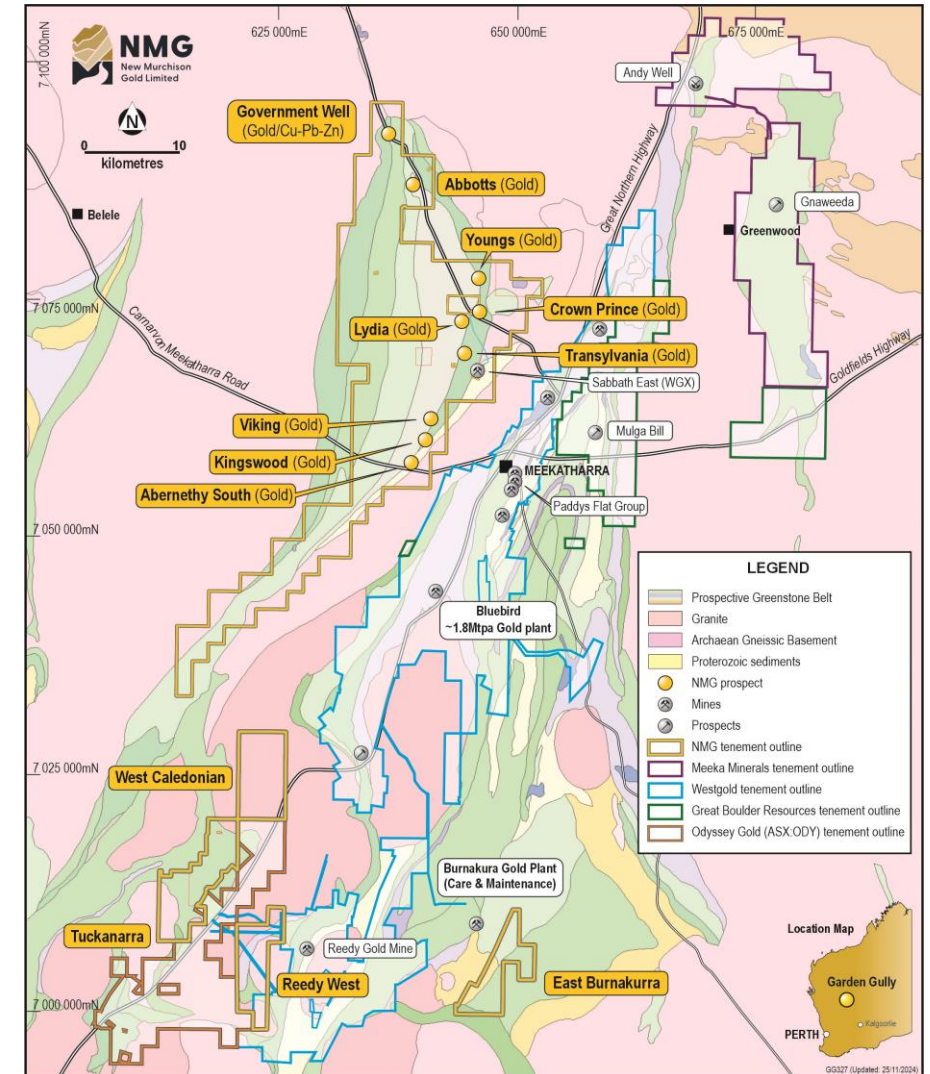 625 000mE
650 000mE
675 000mE
7 100 000mN
NMG
New Murchison
Gold Limited
N
0 10
kilometres
Andy Well
Government Well
(Gold/Cu-Pb-Zn)
Great Northern Highway
Abbotts (Gold)
Belele
Gnaweeda
Greenwood
Youngs (Gold)
7 075 000mN
Crown Prince (Gold)
Lydia (Gold)
Carnarvon Meekatharra Road
Transylvania (Gold)
Goldfields Highway
Sabbath East (WGX)
Viking (Gold)
Mulga Bill
Kingswood (Gold)
MEEKATHARRA
Abernethy South (Gold)
Paddys Flat Group
7 050 000mN
LEGEND
Prospective Greenstone Belt
Granite
Archaean Gneissic Basement
Proterozoic sediments
NMG prospect
Mines
Prospects
NMG tenement outline
Meeka Minerals tenement outline
Westgold tenement outline
Great Boulder Resources tenement outline
Odyssey Gold (ASX:ODY) tenement outline
Bluebird
~1.8Mtpa Gold plant
7 025 000mN
West Caledonian
Burnakura Gold Plant
(Care & Maintenance)
Tuckanarra
Reedy Gold Mine
Reedy West
East Burnakurra
7 000 000mN
Location Map
Garden Gully
Kalgoorlie
PERTH
GG327 (Updated: 25/11/2024)